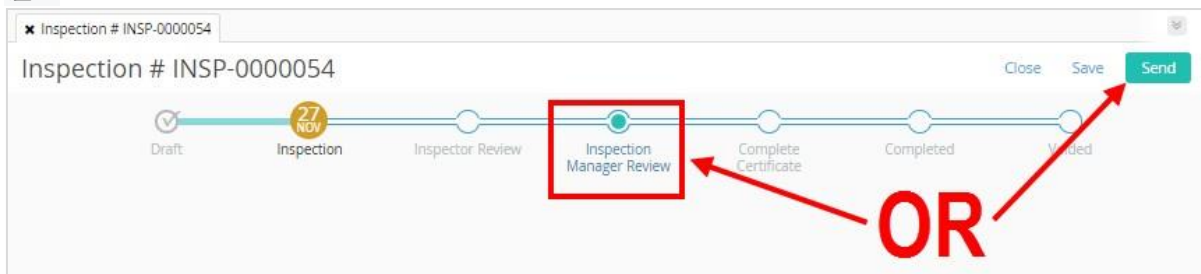 × Inspection # INSP-0000054
Inspection # INSP-0000054
Close Save Send
27
NOV
Draft
Inspection
Inspector Review
Inspection
Manager Review
Complete
Certificate
Completed
Voided
OR